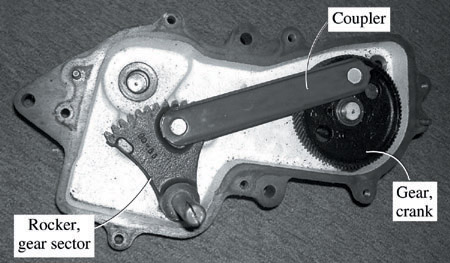 Coupler
Gear,
crank
Rocker,
gear sector